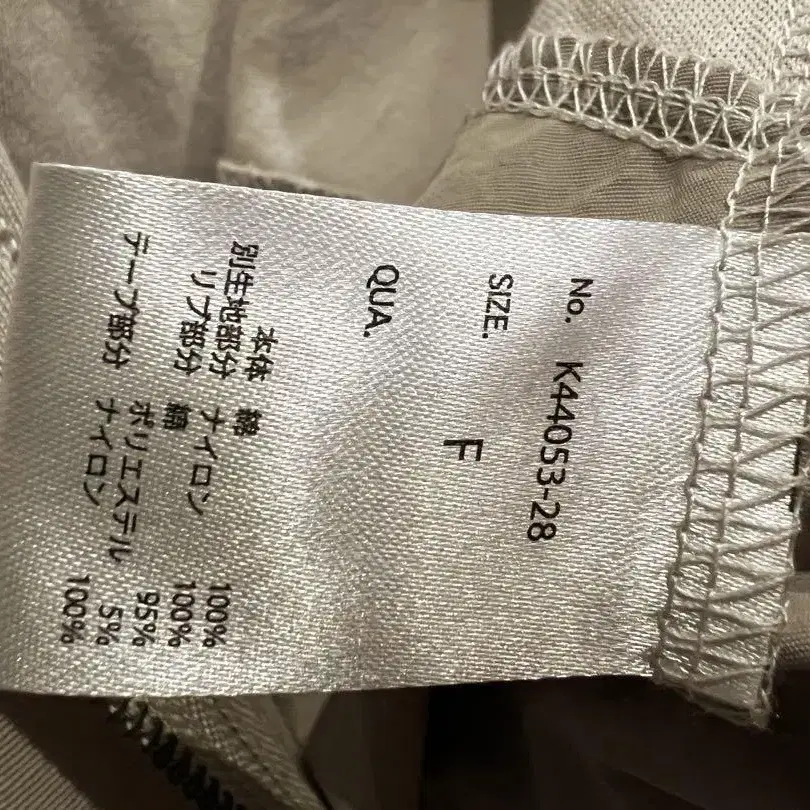 No. K44053-28
SIZE. F
QUA.
本体 綿 100%
別生地部分 ナイロン 100%
リブ部分 綿 95%
ポリエステル 5%
テープ部分 ナイロン 100%